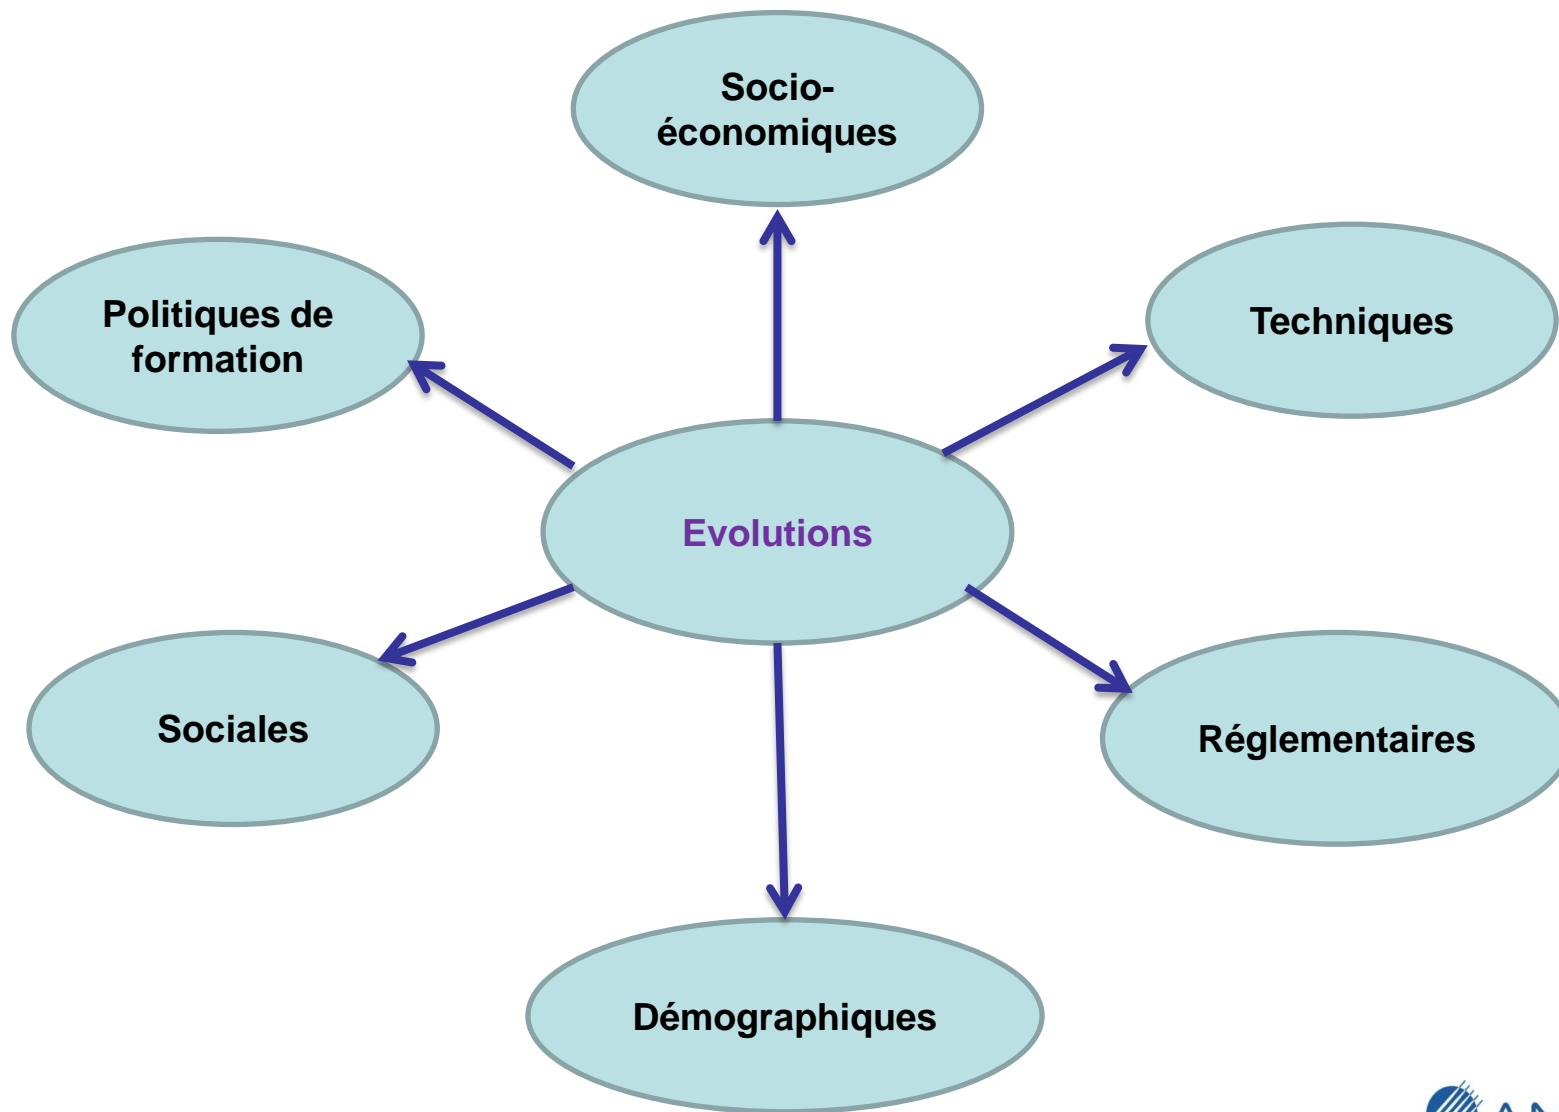 Socio-
économiques
Politiques de
formation
Techniques
Evolutions
Sociales
Réglementaires
Démographiques